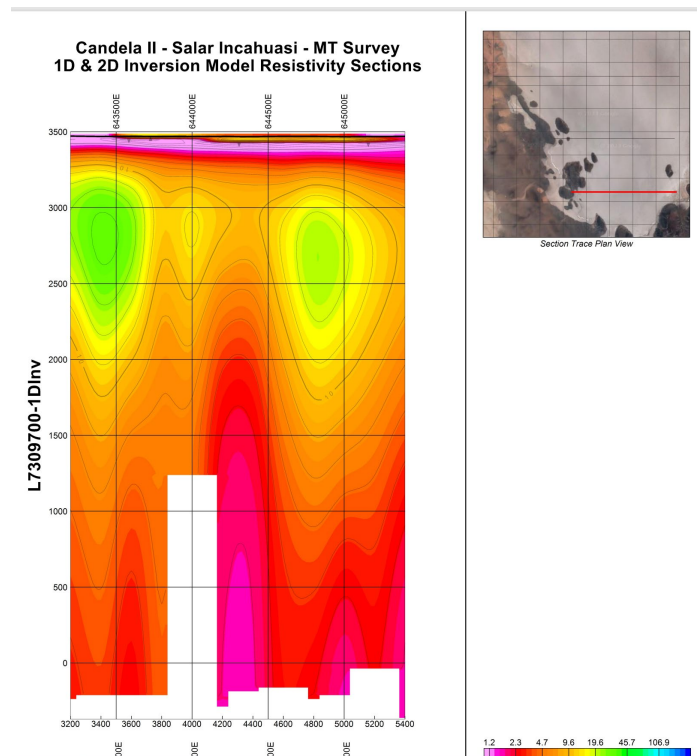 Candela II - Salar Incahuasi - MT Survey
1D & 2D Inversion Model Resistivity Sections
643500E
644000E
644500E
645000E
3500
3000
2500
2000
1500
1000
500
0
L7309700-1DInv
10
3200 3400 3600 3800 4000 4200 4400 4600 4800 5000 5200 5400
Section Trace Plan View
1.2 2.3 4.7 9.6 19.6 45.7 106.9